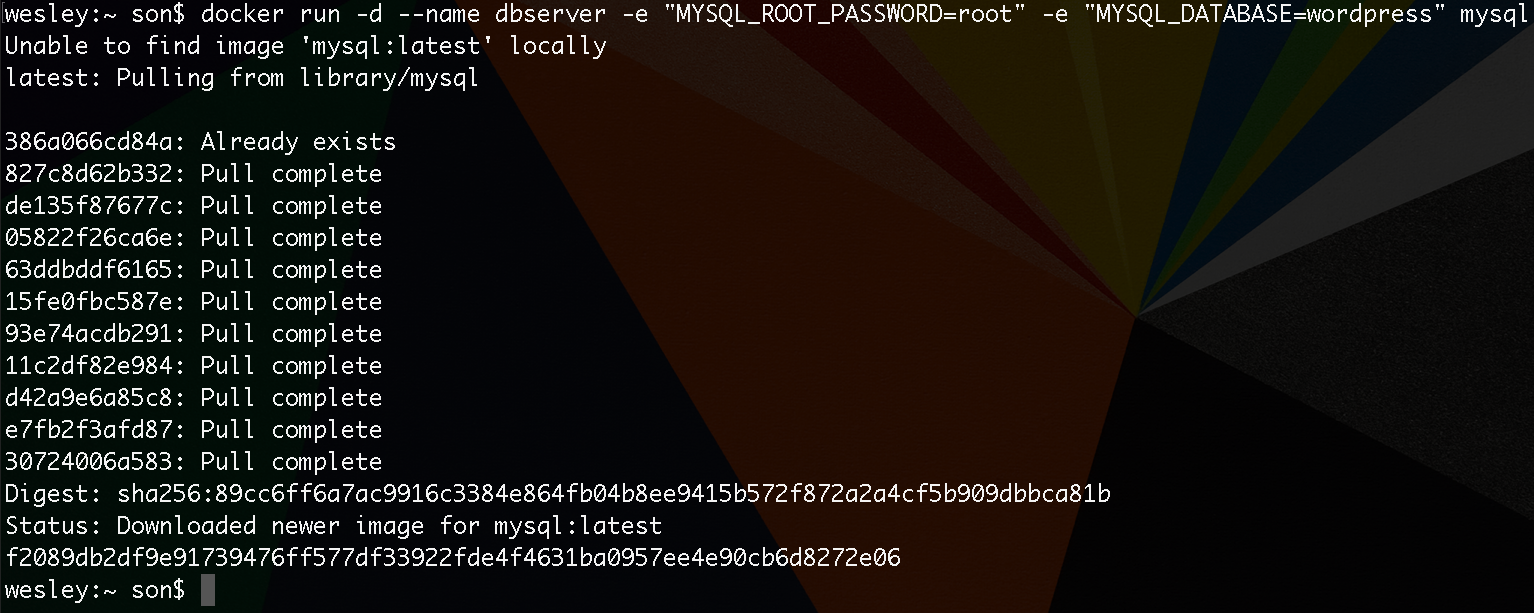 wesley:~ son$ docker run -d --name dbserver -e "MYSQL_ROOT_PASSWORD=root" -e "MYSQL_DATABASE=wordpress" mysql
Unable to find image 'mysql:latest' locally
latest: Pulling from library/mysql
386a066cd84a: Already exists
827c8d62b332: Pull complete
de135f87677c: Pull complete
05822f26ca6e: Pull complete
63ddbddf6165: Pull complete
15fe0fbc587e: Pull complete
93e74acdb291: Pull complete
11c2df82e984: Pull complete
d42a9e6a85c8: Pull complete
e7fb2f3afd87: Pull complete
30724006a583: Pull complete
Digest: sha256:89cc6ff6a7ac9916c3384e864fb04b8ee9415b572f872a2a4cf5b909dbbca81b
Status: Downloaded newer image for mysql:latest
f2089db2df9e91739476ff577df33922fde4f4631ba0957ee4e90cb6d8272e06
wesley:~ son$